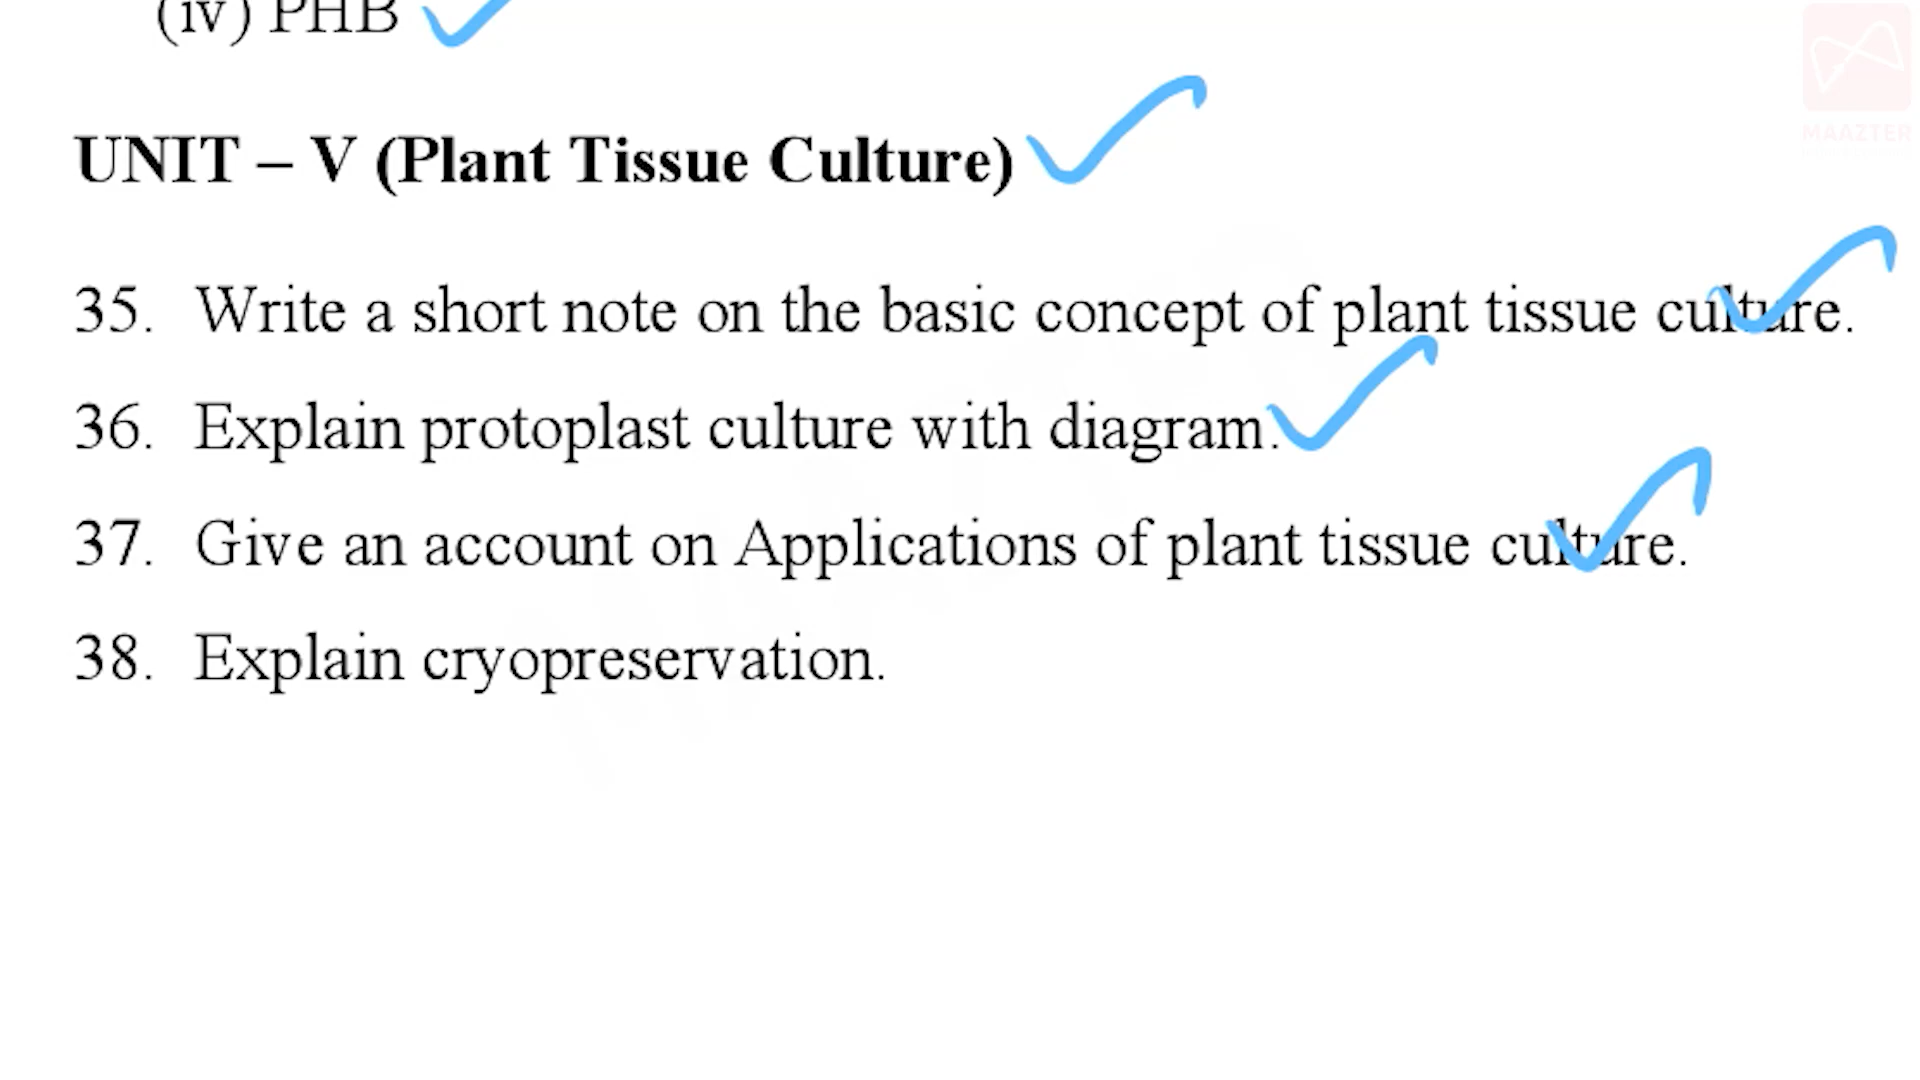 (iv) PHB
MAAZTER
UNIT – V (Plant Tissue Culture)
35. Write a short note on the basic concept of plant tissue culture.
36. Explain protoplast culture with diagram.
37. Give an account on Applications of plant tissue culture.
38. Explain cryopreservation.